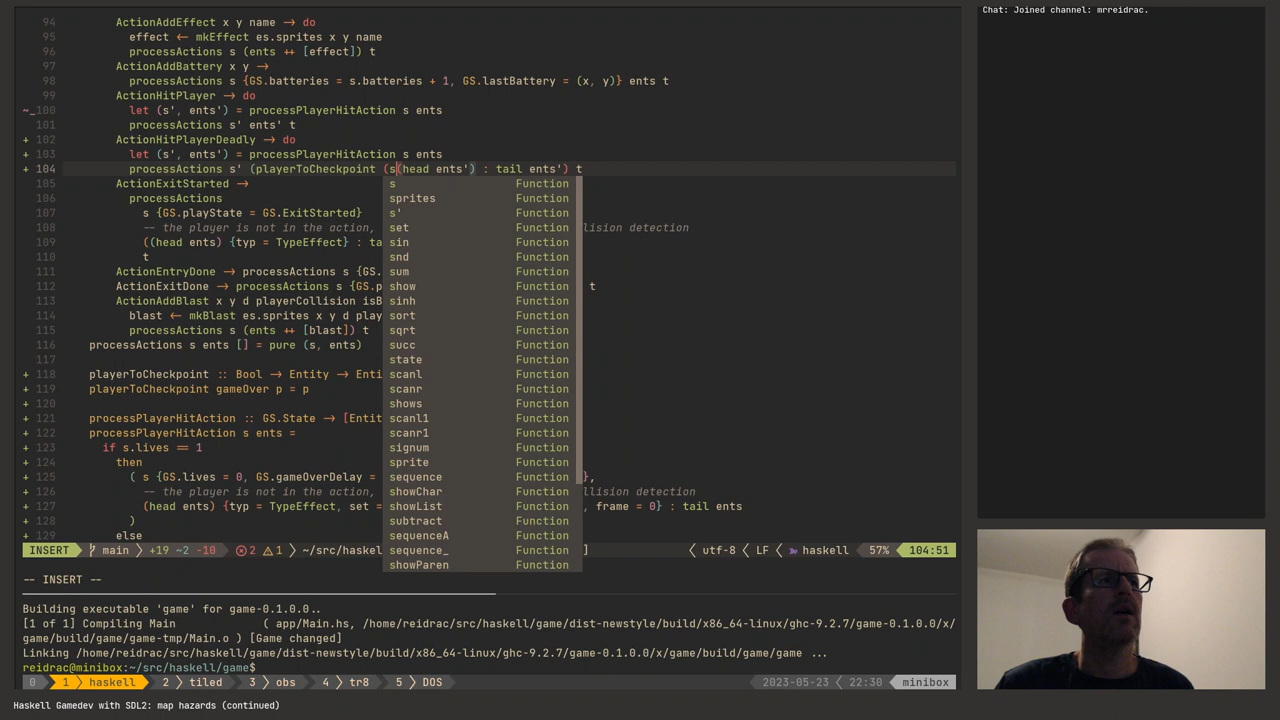 Chat: Joined channel: mrreidrac.
94 ActionAddEffect x y name -> do
95 effect <- mkEffect es.sprites x y name
96 processActions s (ents ++ [effect]) t
97 ActionAddBattery x y ->
98 processActions s {GS.batteries = s.batteries + 1, GS.lastBattery = (x, y)} ents t
99 ActionHitPlayer -> do
~_100 let (s', ents') = processPlayerHitAction s ents
101 processActions s' ents' t
+ 102 ActionHitPlayerDeadly -> do
+ 103 let (s', ents') = processPlayerHitAction s ents
+ 104 processActions s' (playerToCheckpoint (s(head ents') : tail ents') t
105 ActionExitStarted -> s Function
106 processActions sprites Function
107 s {GS.playState = GS.ExitStarted} s' Function
108 -- the player is not in the action, set Function lision detection
109 ((head ents) {typ = TypeEffect} : ta sin Function
110 t snd Function
111 ActionEntryDone -> processActions s {GS. sum Function
112 ActionExitDone -> processActions s {GS.p show Function t
113 ActionAddBlast x y d playerCollision isB sinh Function
114 blast <- mkBlast es.sprites x y d play sort Function
115 processActions s (ents ++ [blast]) t sqrt Function
116 processActions s ents [] = pure (s, ents) succ Function
117 state Function
+ 118 playerToCheckpoint :: Bool -> Entity -> Enti scanl Function
+ 119 playerToCheckpoint gameOver p = p scanr Function
+ 120 shows Function
+ 121 processPlayerHitAction :: GS.State -> [Entit scanl1 Function
+ 122 processPlayerHitAction s ents = scanr1 Function
+ 123 if s.lives == 1 signum Function
+ 124 then sprite Function
+ 125 ( s {GS.lives = 0, GS.gameOverDelay = sequence Function },
+ 126 -- the player is not in the action, showChar Function llision detection
+ 127 (head ents) {typ = TypeEffect, set = showList Function , frame = 0} : tail ents
+ 128 ) subtract Function
+ 129 else sequenceA Function
INSERT main +19 ~2 -10 2 1 ~/src/haskel sequence_ Function ] utf-8 LF haskell 57% 104:51
showParen Function
-- INSERT --
Building executable 'game' for game-0.1.0.0..
[1 of 1] Compiling Main ( app/Main.hs, /home/reidrac/src/haskell/game/dist-newstyle/build/x86_64-linux/ghc-9.2.7/game-0.1.0.0/x/
game/build/game/game-tmp/Main.o ) [Game changed]
Linking /home/reidrac/src/haskell/game/dist-newstyle/build/x86_64-linux/ghc-9.2.7/game-0.1.0.0/x/game/build/game/game ...
reidrac@minibox:~/src/haskell/game$
0 1 haskell 2 tiled 3 obs 4 tr8 5 DOS 2023-05-23 22:30 minibox
Haskell Gamedev with SDL2: map hazards (continued)